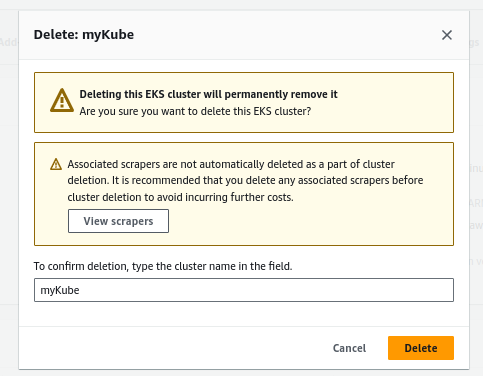 Delete: myKube
Deleting this EKS cluster will permanently remove it
Are you sure you want to delete this EKS cluster?
Associated scrapers are not automatically deleted as a part of cluster
deletion. It is recommended that you delete any associated scrapers before
cluster deletion to avoid incurring further costs.
View scrapers
To confirm deletion, type the cluster name in the field.
myKube
Cancel
Delete